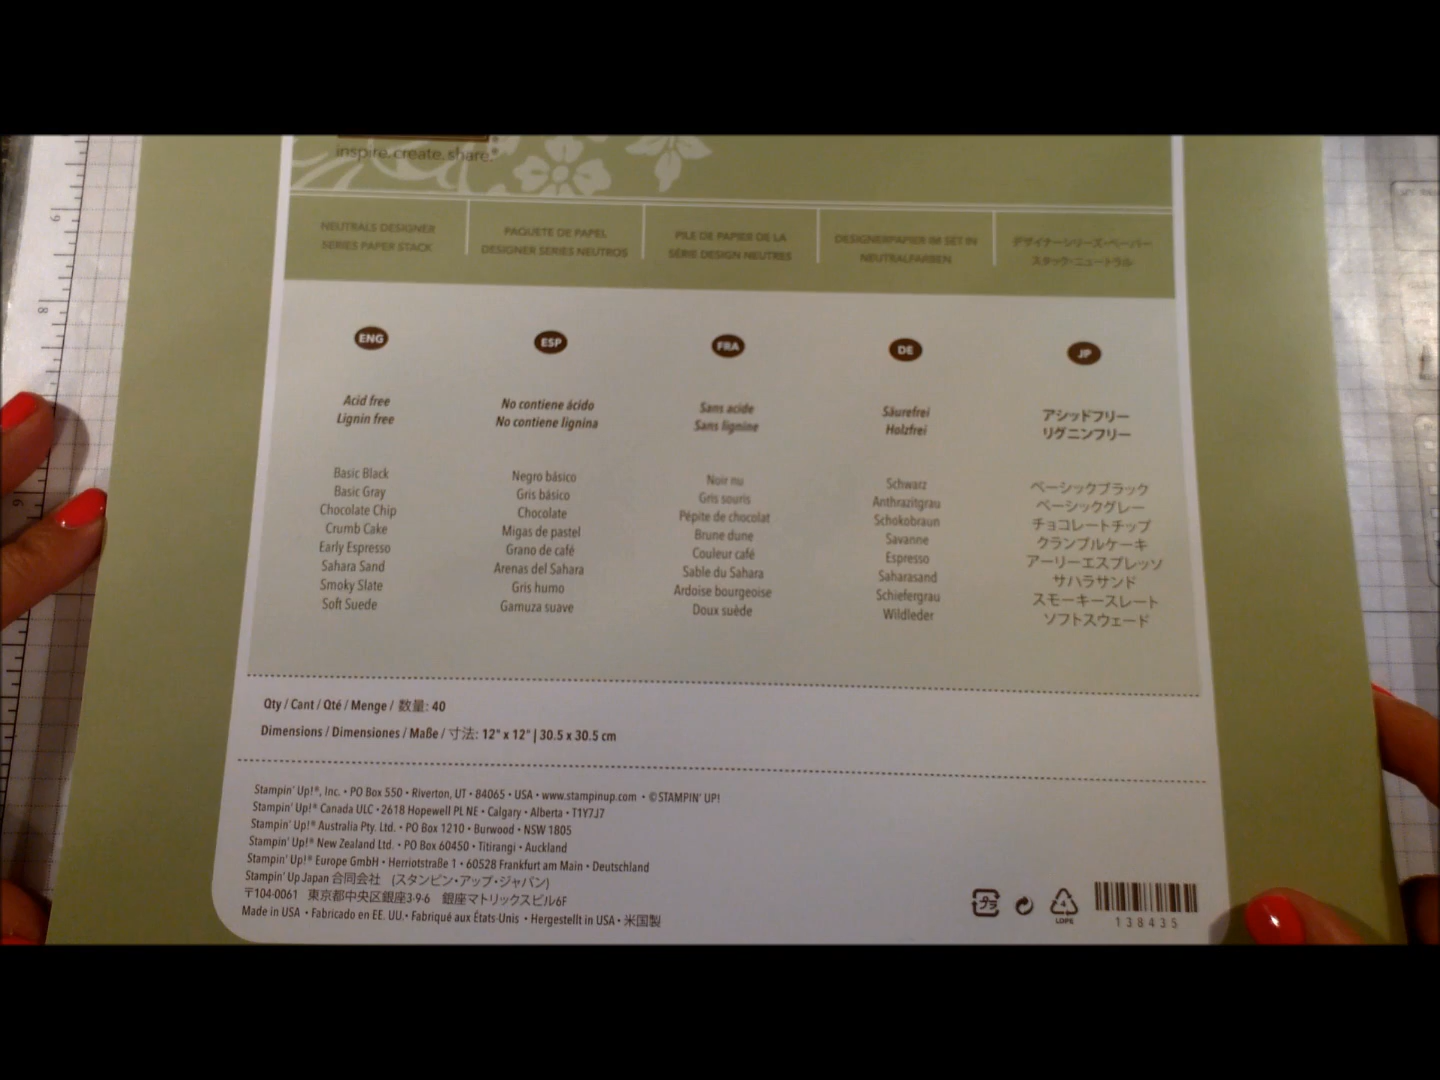 inspire. create. share.®
NEUTRALS DESIGNER
SERIES PAPER STACK
PAQUETE DE PAPEL
DESIGNER SERIES NEUTROS
PILE DE PAPIER DE LA
SÉRIE DESIGN NEUTRES
DESIGNERPAPIER IM SET IN
NEUTRALFARBEN
デザイナーシリーズ・ペーパー
スタック・ニュートラル
ENG
Acid free
Lignin free
Basic Black
Basic Gray
Chocolate Chip
Crumb Cake
Early Espresso
Sahara Sand
Smoky Slate
Soft Suede
ESP
No contiene ácido
No contiene lignina
Negro básico
Gris básico
Chocolate
Migas de pastel
Grano de café
Arenas del Sahara
Gris humo
Gamuza suave
FRA
Sans acide
Sans lignine
Noir nu
Gris souris
Pépite de chocolat
Brune dune
Couleur café
Sable du Sahara
Ardoise bourgeoise
Doux suède
DE
Säurefrei
Holzfrei
Schwarz
Anthrazitgrau
Schokobraun
Savanne
Espresso
Saharasand
Schiefergrau
Wildleder
JP
アシッドフリー
リグニンフリー
ベーシックブラック
ベーシックグレー
チョコレートチップ
クランブルケーキ
アーリーエスプレッソ
サハラサンド
スモーキースレート
ソフトスウェード
Qty / Cant / Qté / Menge / 数量: 40
Dimensions / Dimensiones / Maße / 寸法: 12" x 12" | 30.5 x 30.5 cm
Stampin' Up!®, Inc. • PO Box 550 • Riverton, UT • 84065 • USA • www.stampinup.com • © STAMPIN' UP!
Stampin' Up!® Canada ULC • 2618 Hopewell PL NE • Calgary • Alberta • T1Y7J7
Stampin' Up!® Australia Pty. Ltd. • PO Box 1210 • Burwood • NSW 1805
Stampin' Up!® New Zealand Ltd. • PO Box 60450 • Titirangi • Auckland
Stampin' Up!® Europe GmbH • Herriotstraße 1 • 60528 Frankfurt am Main • Deutschland
Stampin' Up Japan 合同会社 (スタンピン・アップ・ジャパン)
〒104-0061 東京都中央区銀座3-9-6 銀座マトリックスビル6F
Made in USA • Fabricado en EE. UU. • Fabriqué aux États-Unis • Hergestellt in USA • 米国製
プラ
4
LDPE
138435
9
8
6